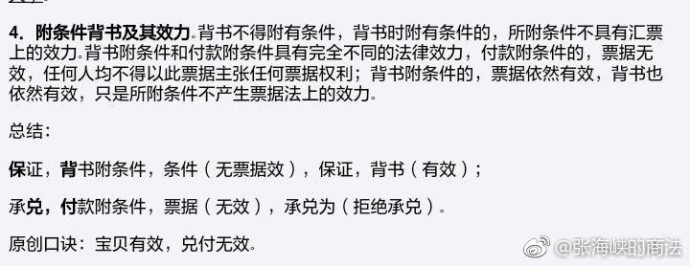 4．附条件背书及其效力。背书不得附有条件，背书时附有条件的，所附条件不具有汇票
上的效力。背书附条件和付款附条件具有完全不同的法律效力，付款附条件的，票据无
效，任何人均不得以此票据主张任何票据权利；背书附条件的，票据依然有效，背书也
依然有效，只是所附条件不产生票据法上的效力。
总结：
保证，背书附条件，条件（无票据效），保证，背书（有效）；
承兑，付款附条件，票据（无效），承兑为（拒绝承兑）。
原创口诀：宝贝有效，兑付无效。
@张海峡的商法